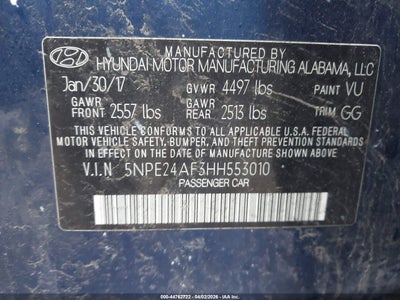 MANUFACTURED BY
HYUNDAI MOTOR MANUFACTURING ALABAMA, LLC
Jan/30/17 GVWR 4497 lbs PAINT VU
GAWR FRONT 2557 lbs GAWR REAR 2513 lbs TRIM GG
THIS VEHICLE CONFORMS TO ALL APPLICABLE U.S.A. FEDERAL
MOTOR VEHICLE SAFETY, BUMPER, AND THEFT PREVENTION
STANDARDS IN EFFECT ON THE DATE OF MANUFACTURE
SHOWN ABOVE.
V.I.N 5NPE24AF3HH553010
PASSENGER CAR
000-44762722 - 04/02/2026 - © IAA, Inc.